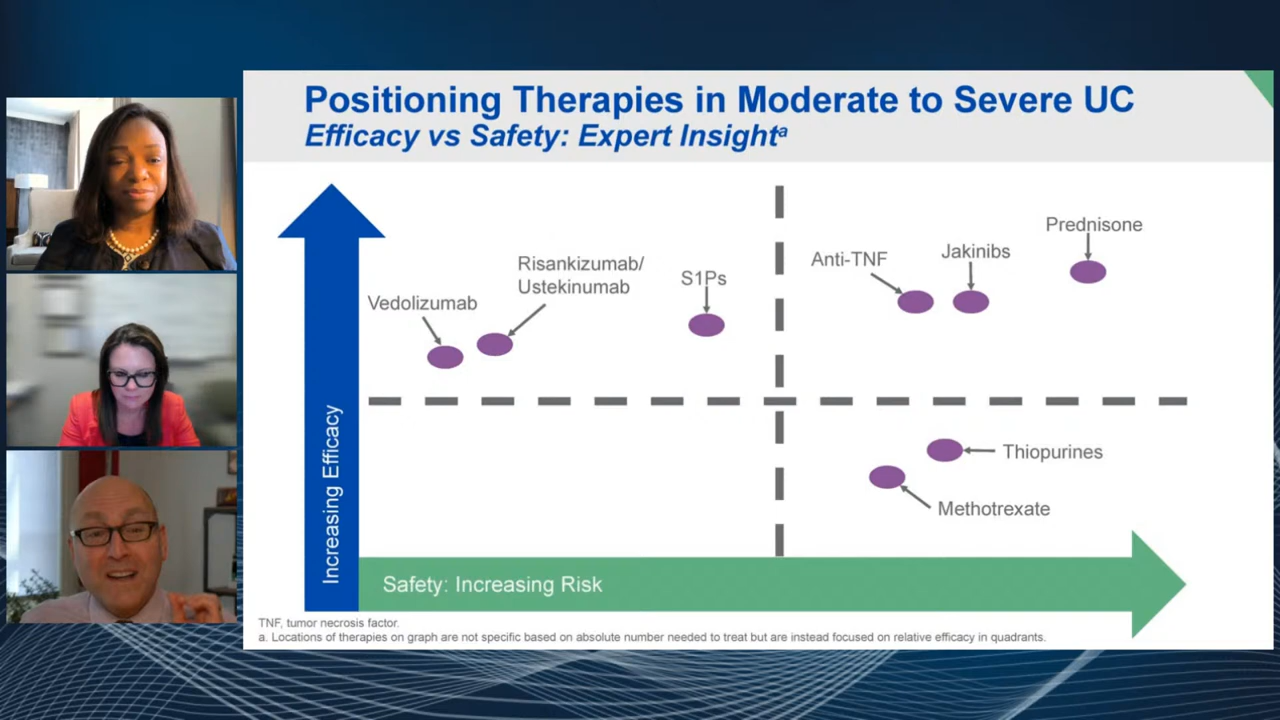 Positioning Therapies in Moderate to Severe UC
Efficacy vs Safety: Expert Insightᵃ
Prednisone
Anti-TNF
Jakinibs
Risankizumab/
Ustekinumab
S1Ps
Vedolizumab
Thiopurines
Methotrexate
Increasing Efficacy
Safety: Increasing Risk
TNF, tumor necrosis factor.
a. Locations of therapies on graph are not specific based on absolute number needed to treat but are instead focused on relative efficacy in quadrants.